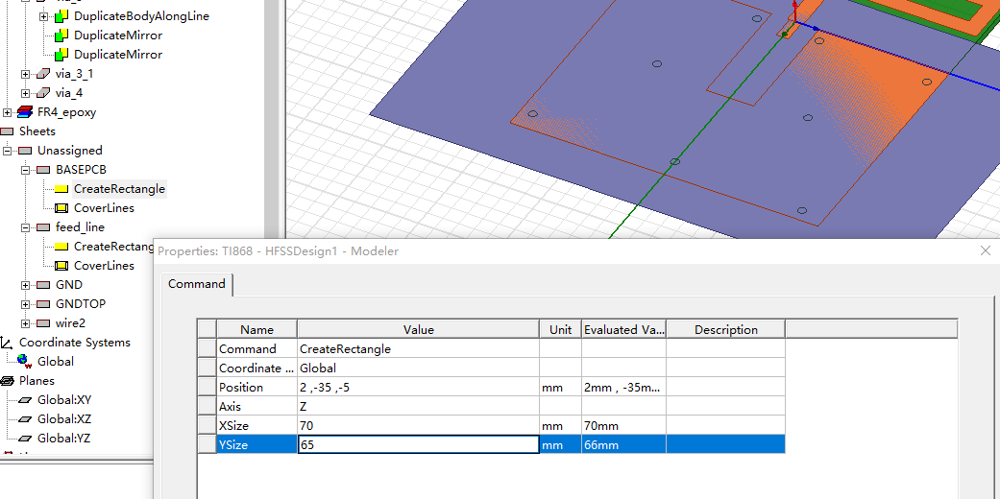 DuplicateBodyAlongLine
DuplicateMirror
DuplicateMirror
via_3_1
via_4
FR4_epoxy
Sheets
Unassigned
BASEPCB
CreateRectangle
CoverLines
feed_line
CreateRectang
CoverLines
GND
GNDTOP
wire2
Coordinate Systems
Global
Planes
Global:XY
Global:XZ
Global:YZ
Properties: TI868 - HFSSDesign1 - Modeler
Command
Name Value Unit Evaluated Va... Description
Command CreateRectangle
Coordinate ... Global
Position 2 ,-35 ,-5 mm 2mm , -35m...
Axis Z
XSize 70 mm 70mm
YSize 65 mm 66mm